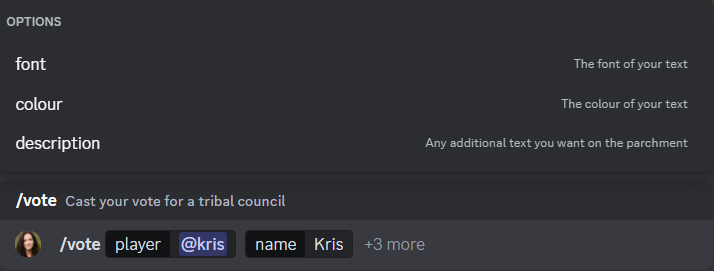 OPTIONS
font The font of your text
colour The colour of your text
description Any additional text you want on the parchment
/vote Cast your vote for a tribal council
/vote player @kris name Kris +3 more